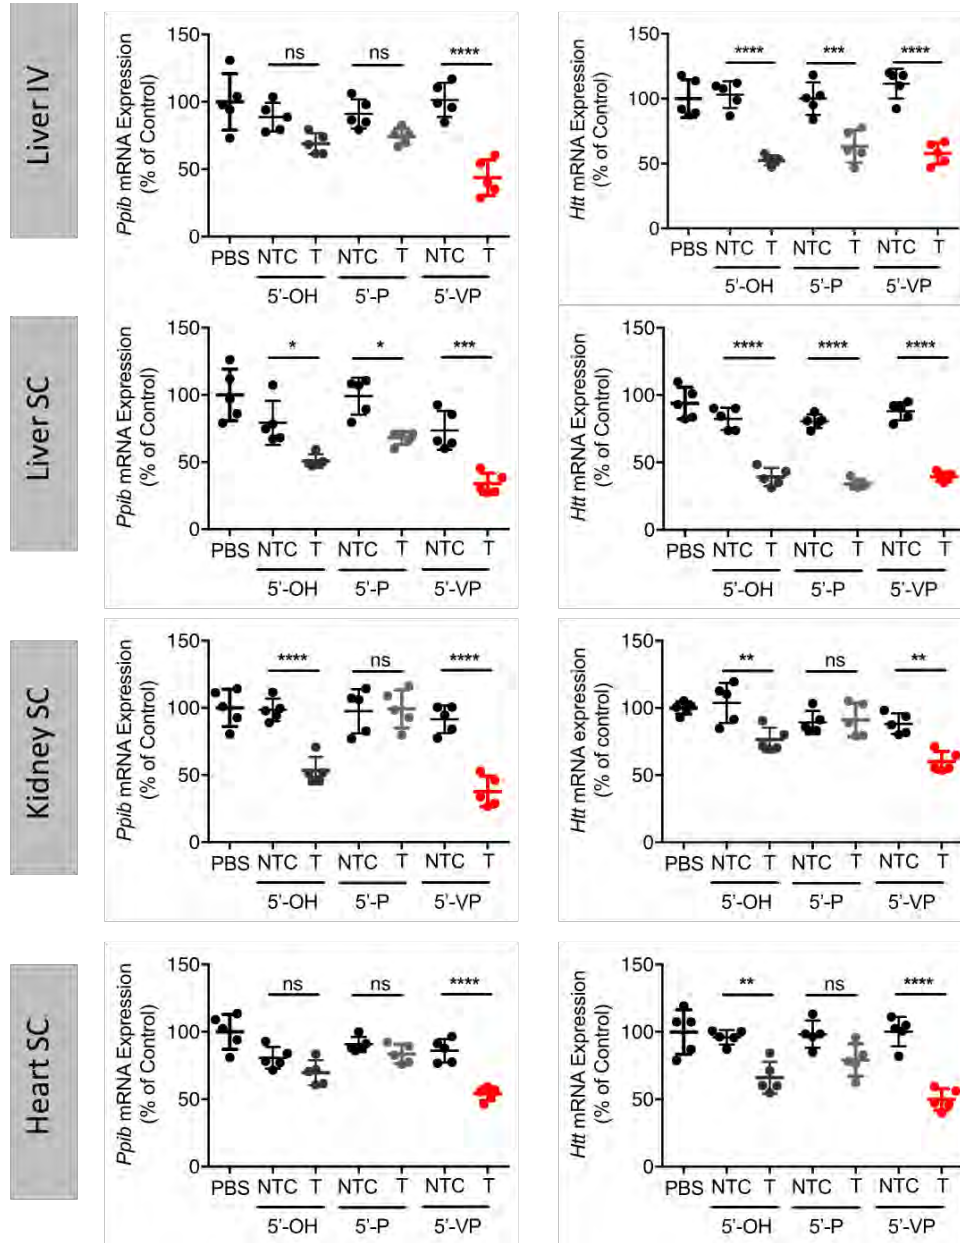 Liver IV
Ppib mRNA Expression
(% of Control)
150
100
50
0
ns
ns
****
PBS NTC T NTC T NTC T
5'-OH 5'-P 5'-VP
Htt mRNA Expression
(% of Control)
150
100
50
0
****
***
****
PBS NTC T NTC T NTC T
5'-OH 5'-P 5'-VP
Liver SC
Ppib mRNA Expression
(% of Control)
150
100
50
0
*
*
***
PBS NTC T NTC T NTC T
5'-OH 5'-P 5'-VP
Htt mRNA Expression
(% of Control)
150
100
50
0
****
****
****
PBS NTC T NTC T NTC T
5'-OH 5'-P 5'-VP
Kidney SC
Ppib mRNA Expression
(% of Control)
150
100
50
0
****
ns
****
PBS NTC T NTC T NTC T
5'-OH 5'-P 5'-VP
Htt mRNA expression
(% of control)
150
100
50
0
**
ns
**
PBS NTC T NTC T NTC T
5'-OH 5'-P 5'-VP
Heart SC
Ppib mRNA Expression
(% of Control)
150
100
50
0
ns
ns
****
PBS NTC T NTC T NTC T
5'-OH 5'-P 5'-VP
Htt mRNA Expression
(% of Control)
150
100
50
0
**
ns
****
PBS NTC T NTC T NTC T
5'-OH 5'-P 5'-VP